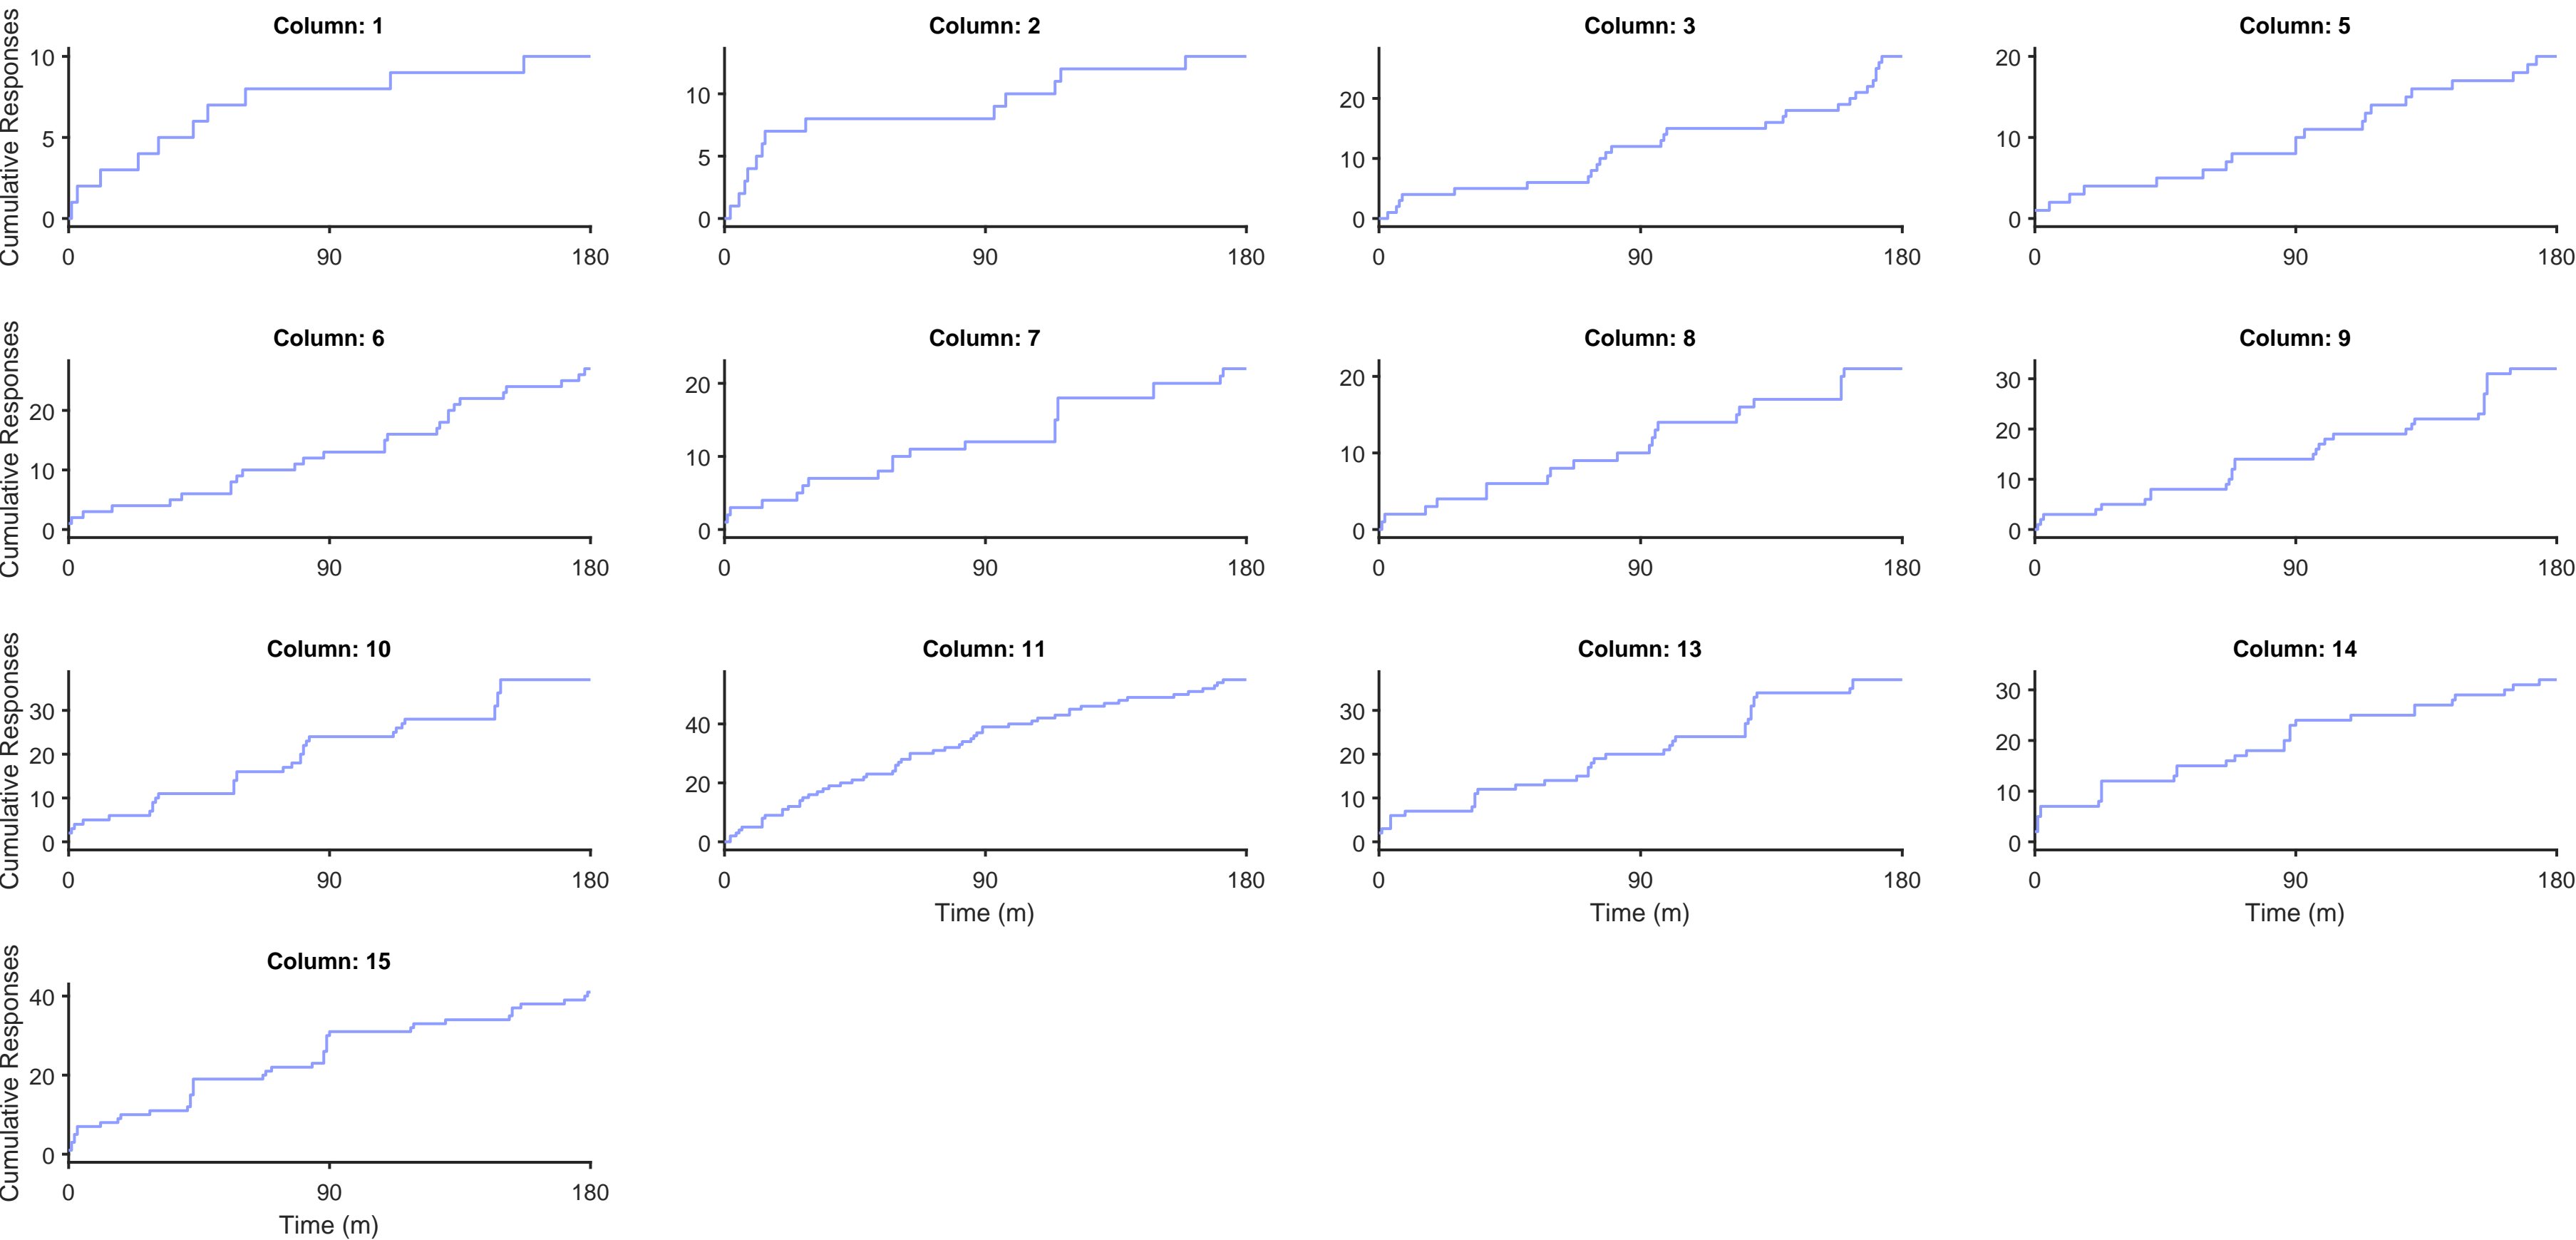 Column: 1
Column: 2
Column: 3
Column: 5
Cumulative Responses
10
5
0
0 90 180
10
5
0
0 90 180
20
10
0
0 90 180
20
10
0
0 90 180
Column: 6
Column: 7
Column: 8
Column: 9
Cumulative Responses
20
10
0
0 90 180
20
10
0
0 90 180
20
10
0
0 90 180
30
20
10
0
0 90 180
Column: 10
Column: 11
Column: 13
Column: 14
Cumulative Responses
30
20
10
0
0 90 180
40
20
0
0 90 180
Time (m)
30
20
10
0
0 90 180
Time (m)
30
20
10
0
0 90 180
Time (m)
Column: 15
Cumulative Responses
40
20
0
0 90 180
Time (m)